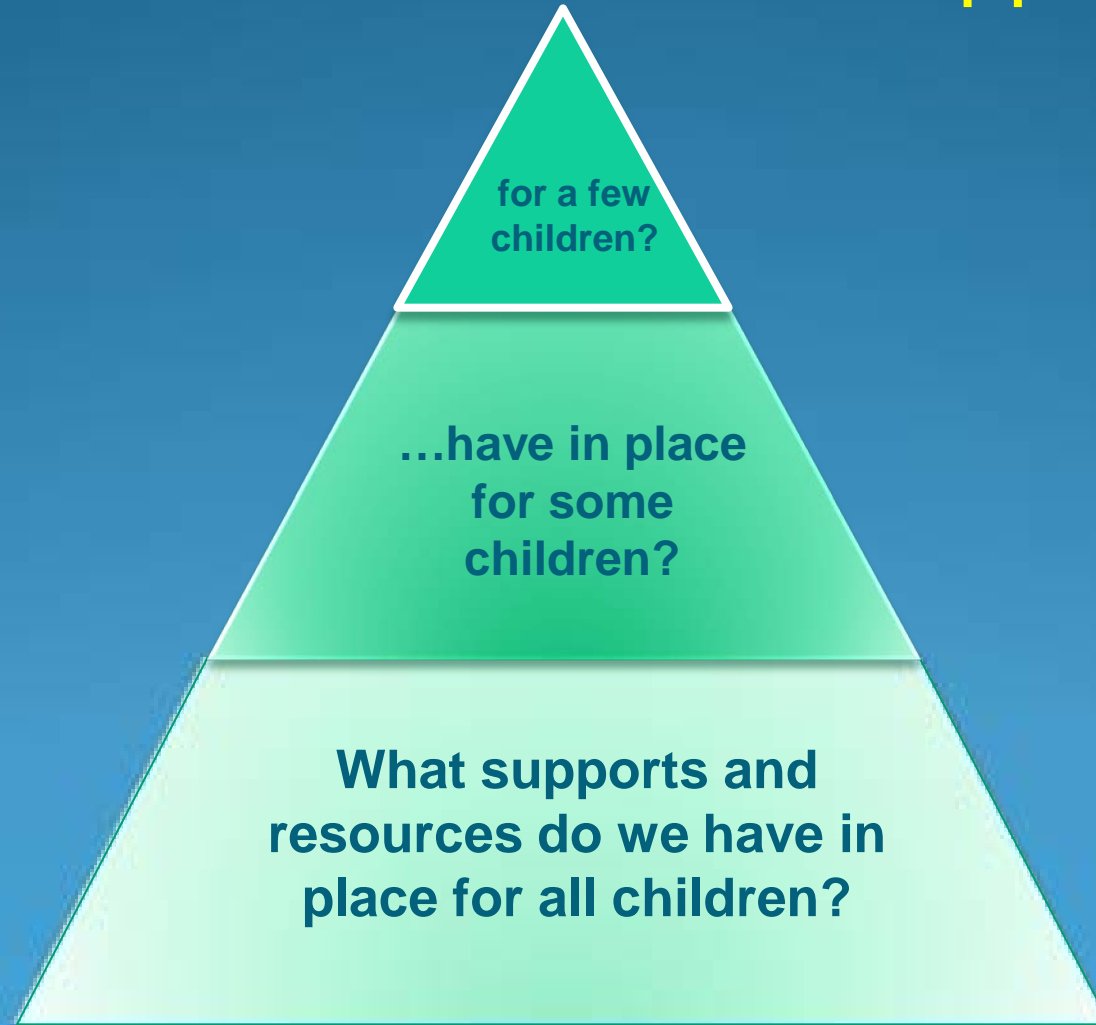 for a few
children?
…have in place
for some
children?
What supports and
resources do we have in
place for all children?